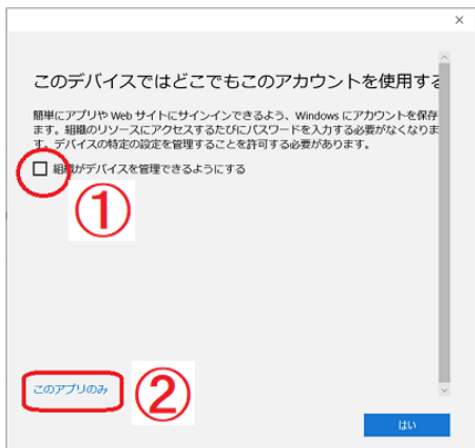 このデバイスではどこでもこのアカウントを使用する
簡単にアプリや Web サイトにサインインできるよう、Windows にアカウントを保存
ます。組織のリソースにアクセスするたびにパスワードを入力する必要がなくなりま
す。デバイスの特定の設定を管理することを許可する必要があります。
組織がデバイスを管理できるようにする
①
このアプリのみ
②
はい